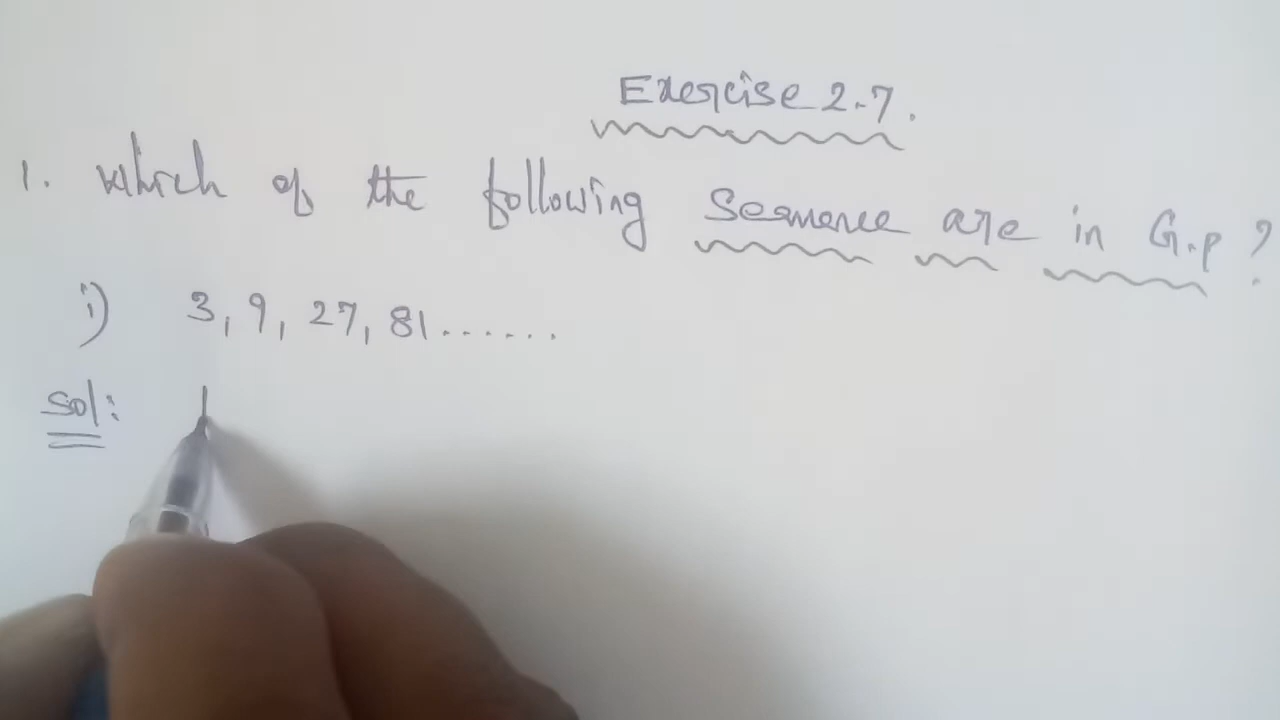 Exercise 2.7.
1. Which of the following Sequence are in G.P ?
i) 3, 9, 27, 81......
Sol: